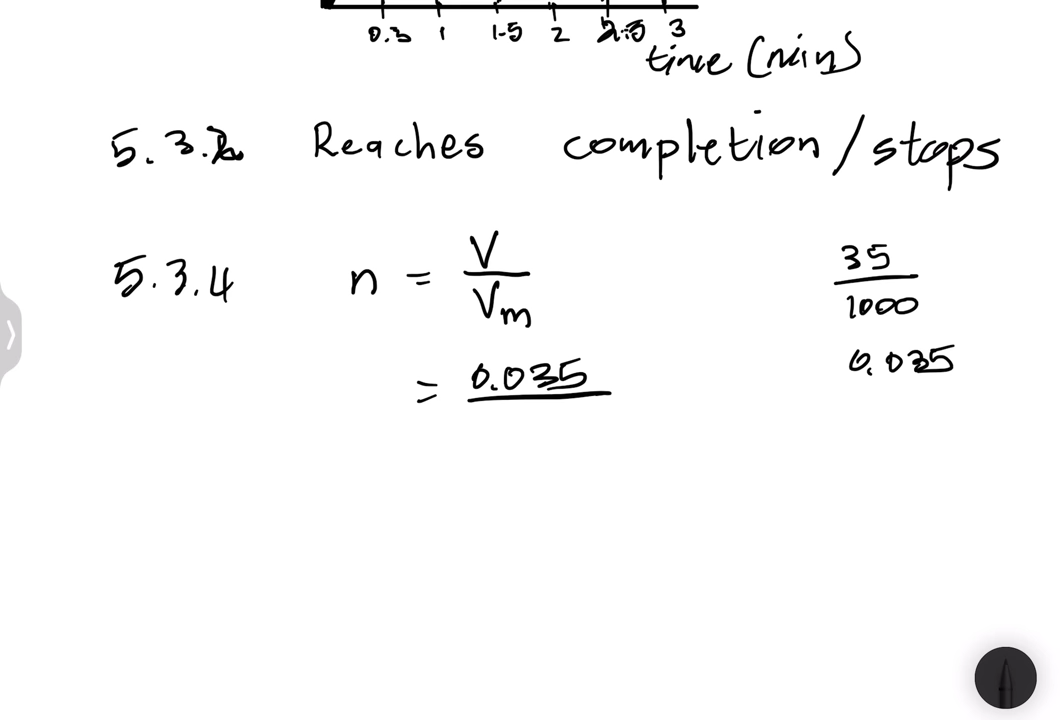 0.3 1 1.5 2 2.5 3
time (min)
5.3.2 Reaches completion/stops
5.3.4 n = V/Vm
35/1000
0.035
= 0.035